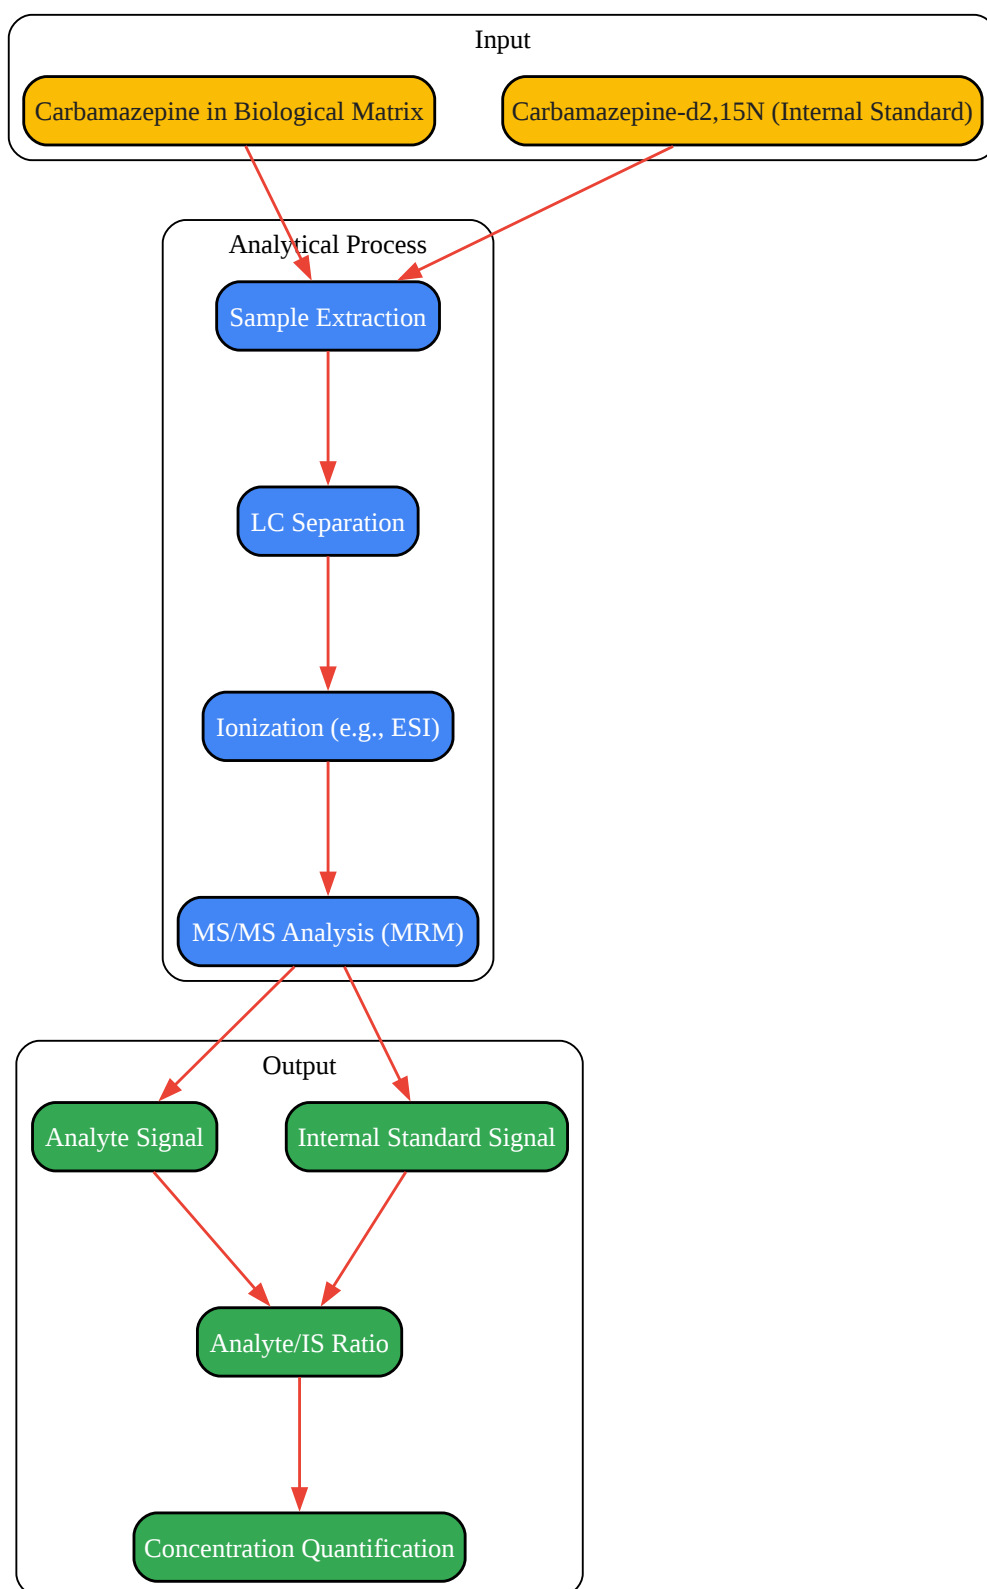 Input
Carbamazepine in Biological Matrix
Carbamazepine-d2,15N (Internal Standard)
Analytical Process
Sample Extraction
LC Separation
Ionization (e.g., ESI)
MS/MS Analysis (MRM)
Output
Analyte Signal
Internal Standard Signal
Analyte/IS Ratio
Concentration Quantification